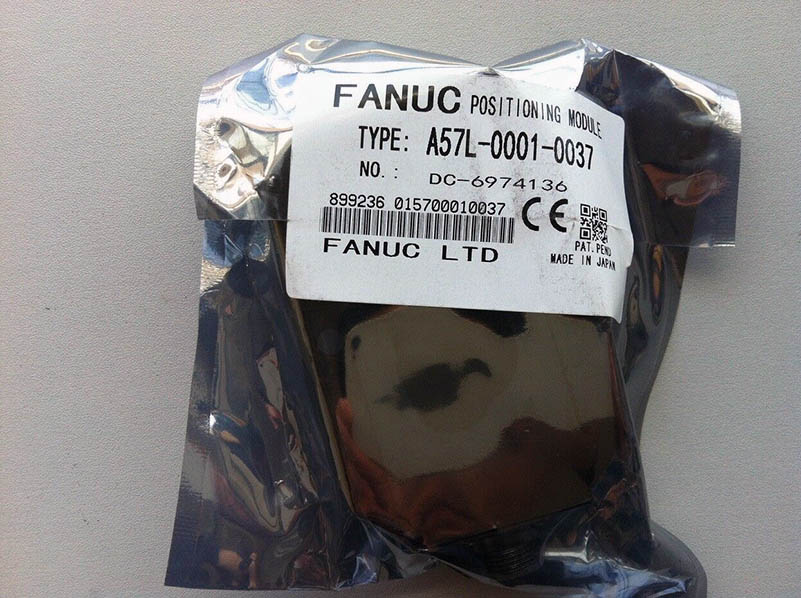 FANUC POSITIONING MODULE
TYPE: A57L-0001-0037
NO.: DC-6974136
899236 015700010037
CE
PAT.PEND
MADE IN JAPAN
FANUC LTD